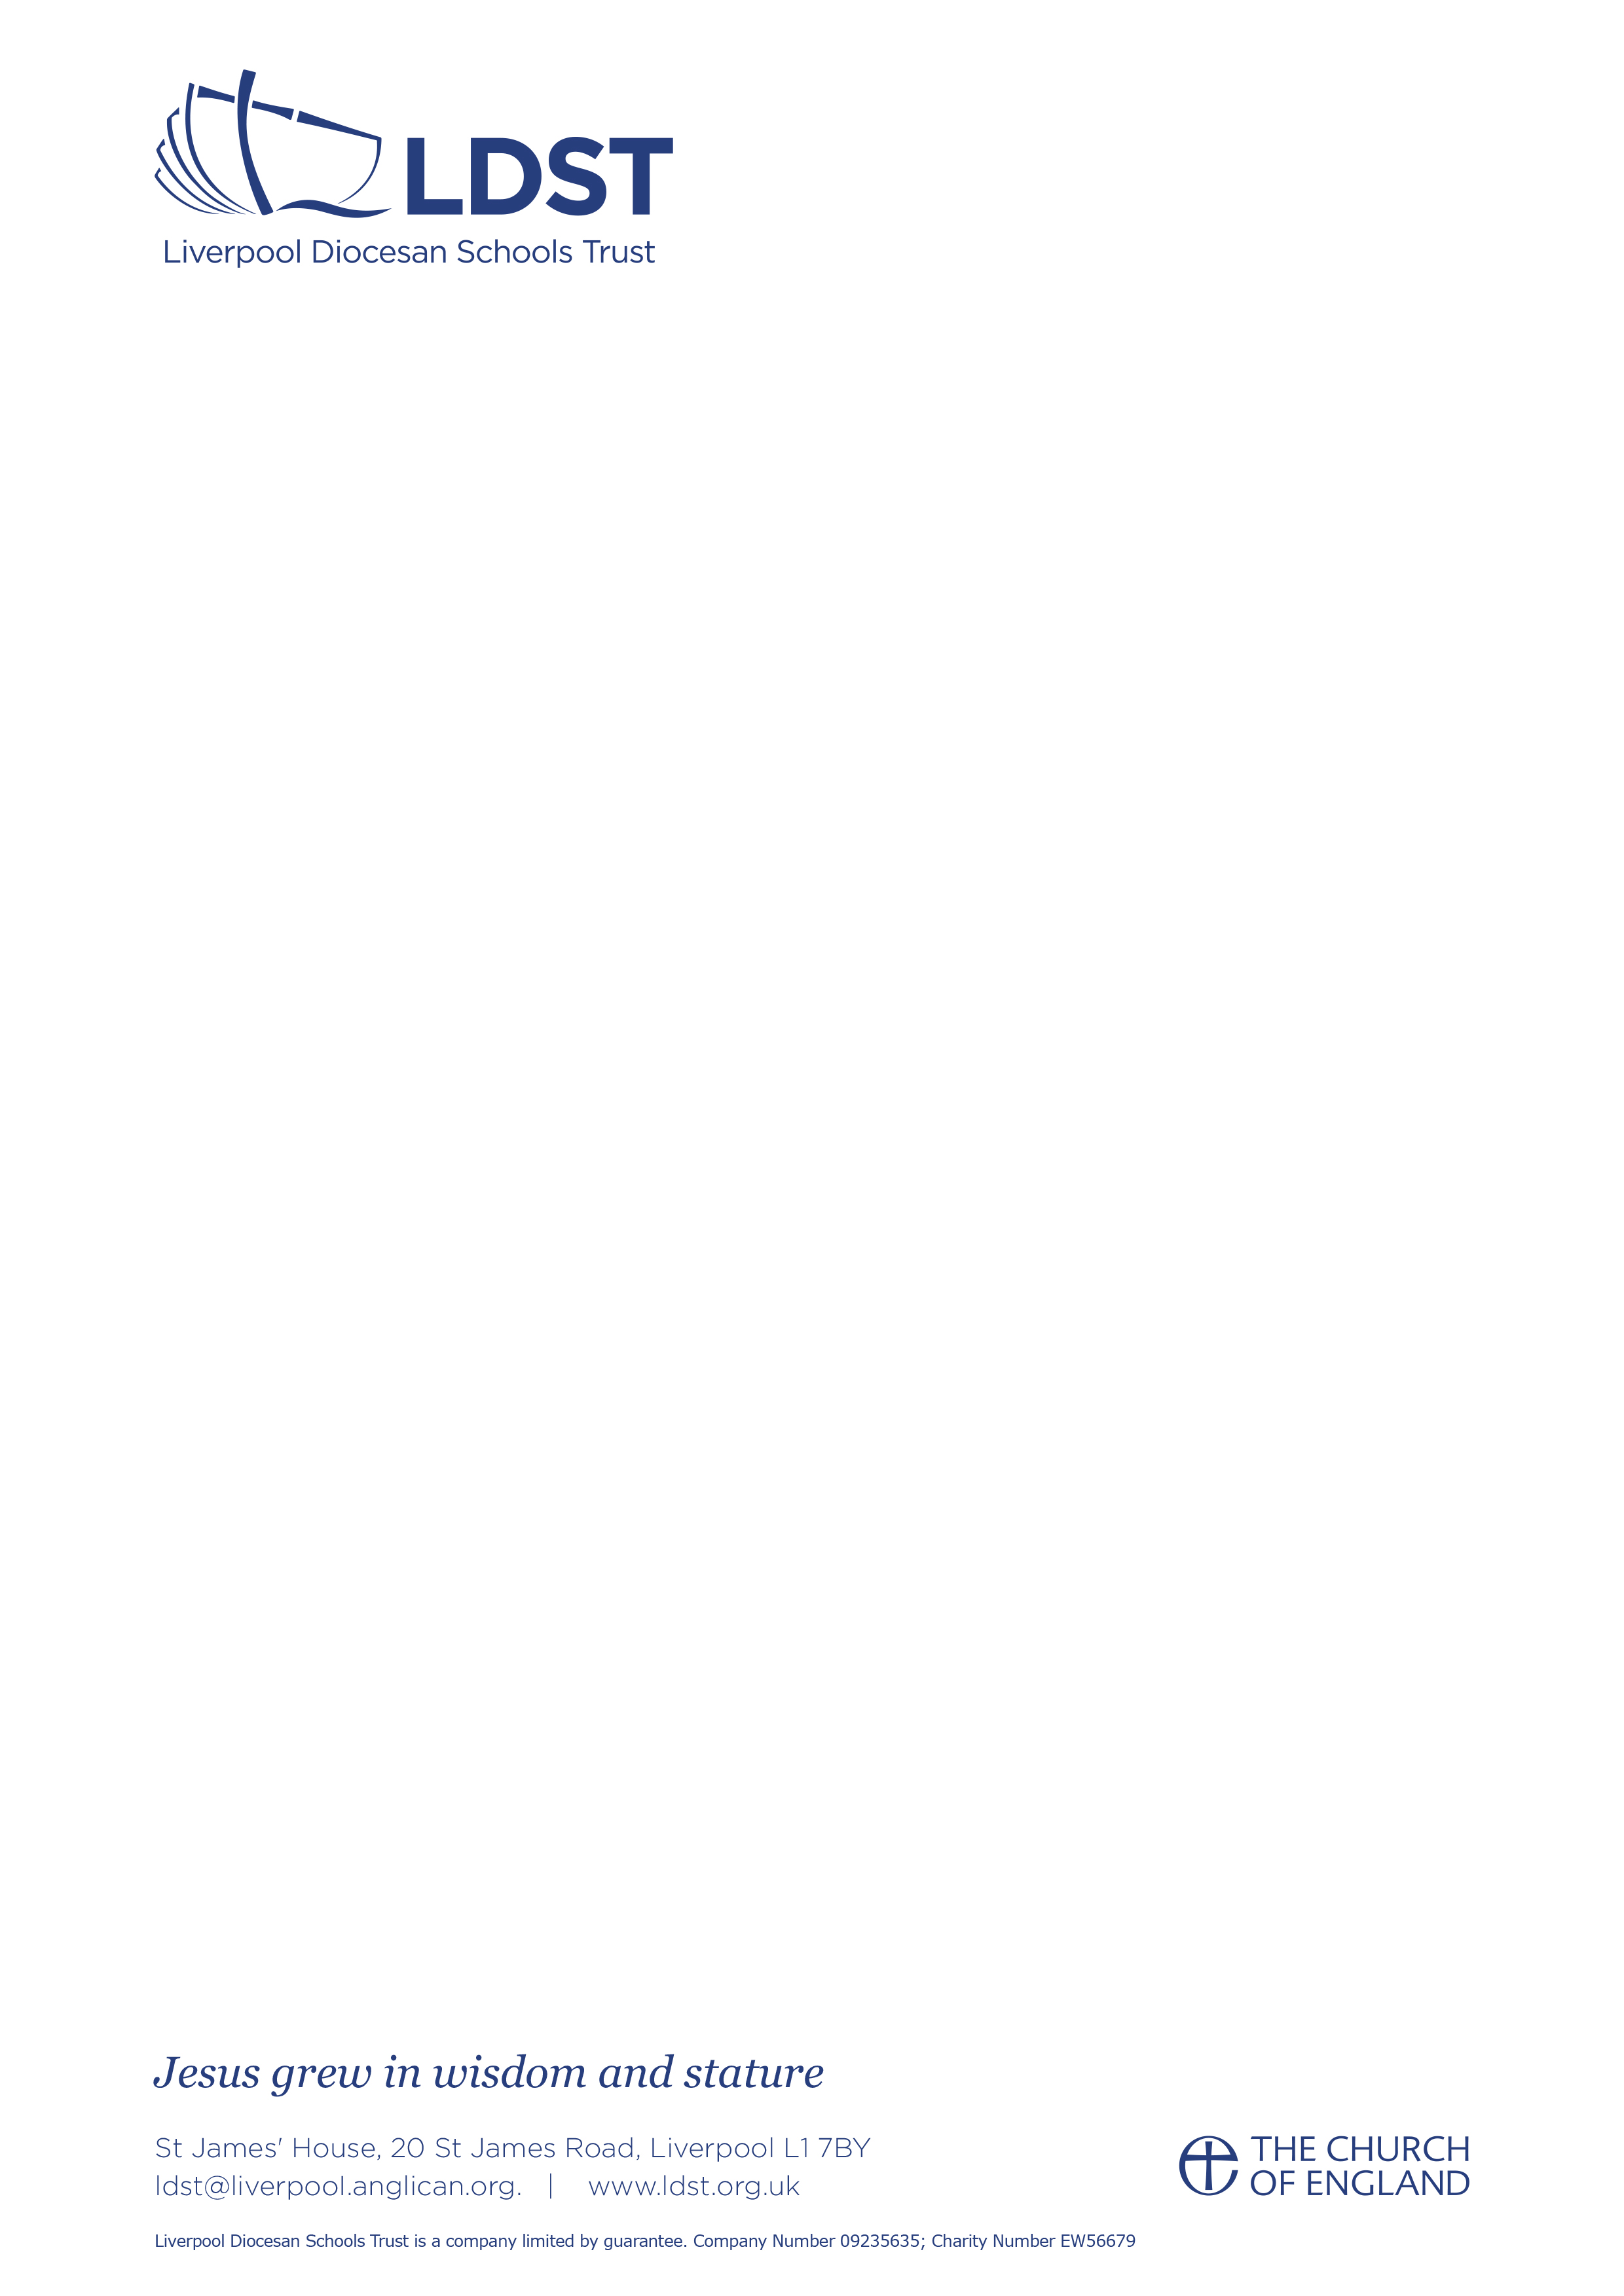 LDST
Liverpool Diocesan Schools Trust
Jesus grew in wisdom and stature
St James' House, 20 St James Road, Liverpool L1 7BY
ldst@liverpool.anglican.org. | www.ldst.org.uk
THE CHURCH
OF ENGLAND
Liverpool Diocesan Schools Trust is a company limited by guarantee. Company Number 09235635; Charity Number EW56679